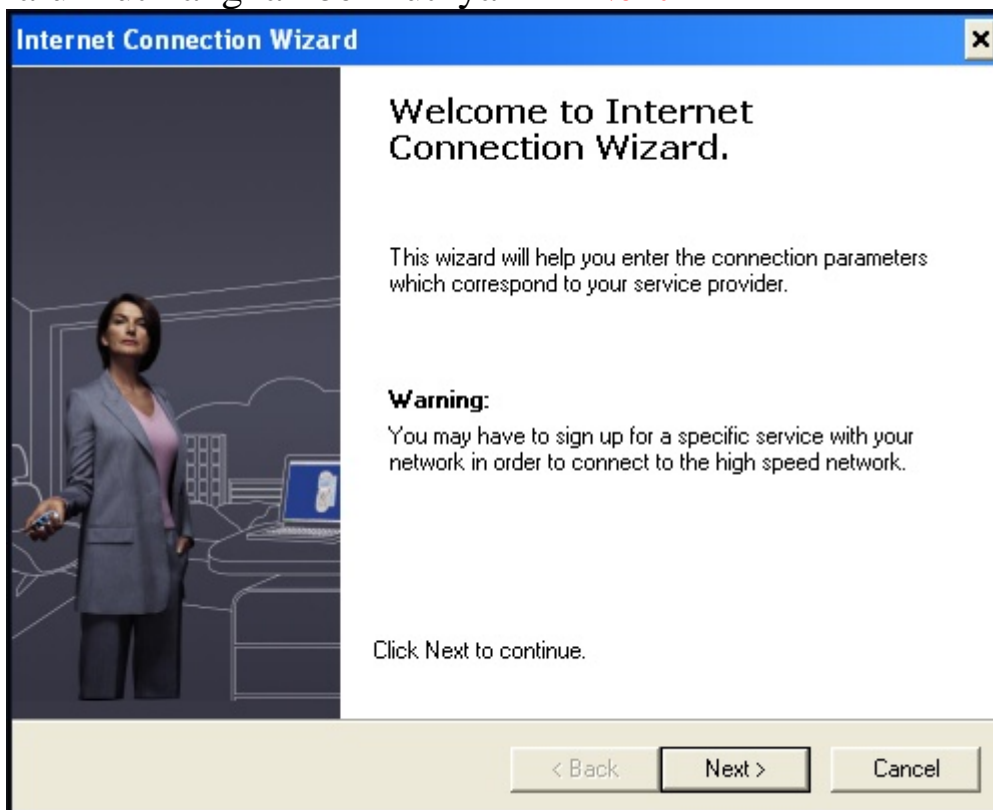 Internet Connection Wizard
Welcome to Internet
Connection Wizard.
This wizard will help you enter the connection parameters
which correspond to your service provider.
Warning:
You may have to sign up for a specific service with your
network in order to connect to the high speed network.
Click Next to continue.
< Back
Next >
Cancel